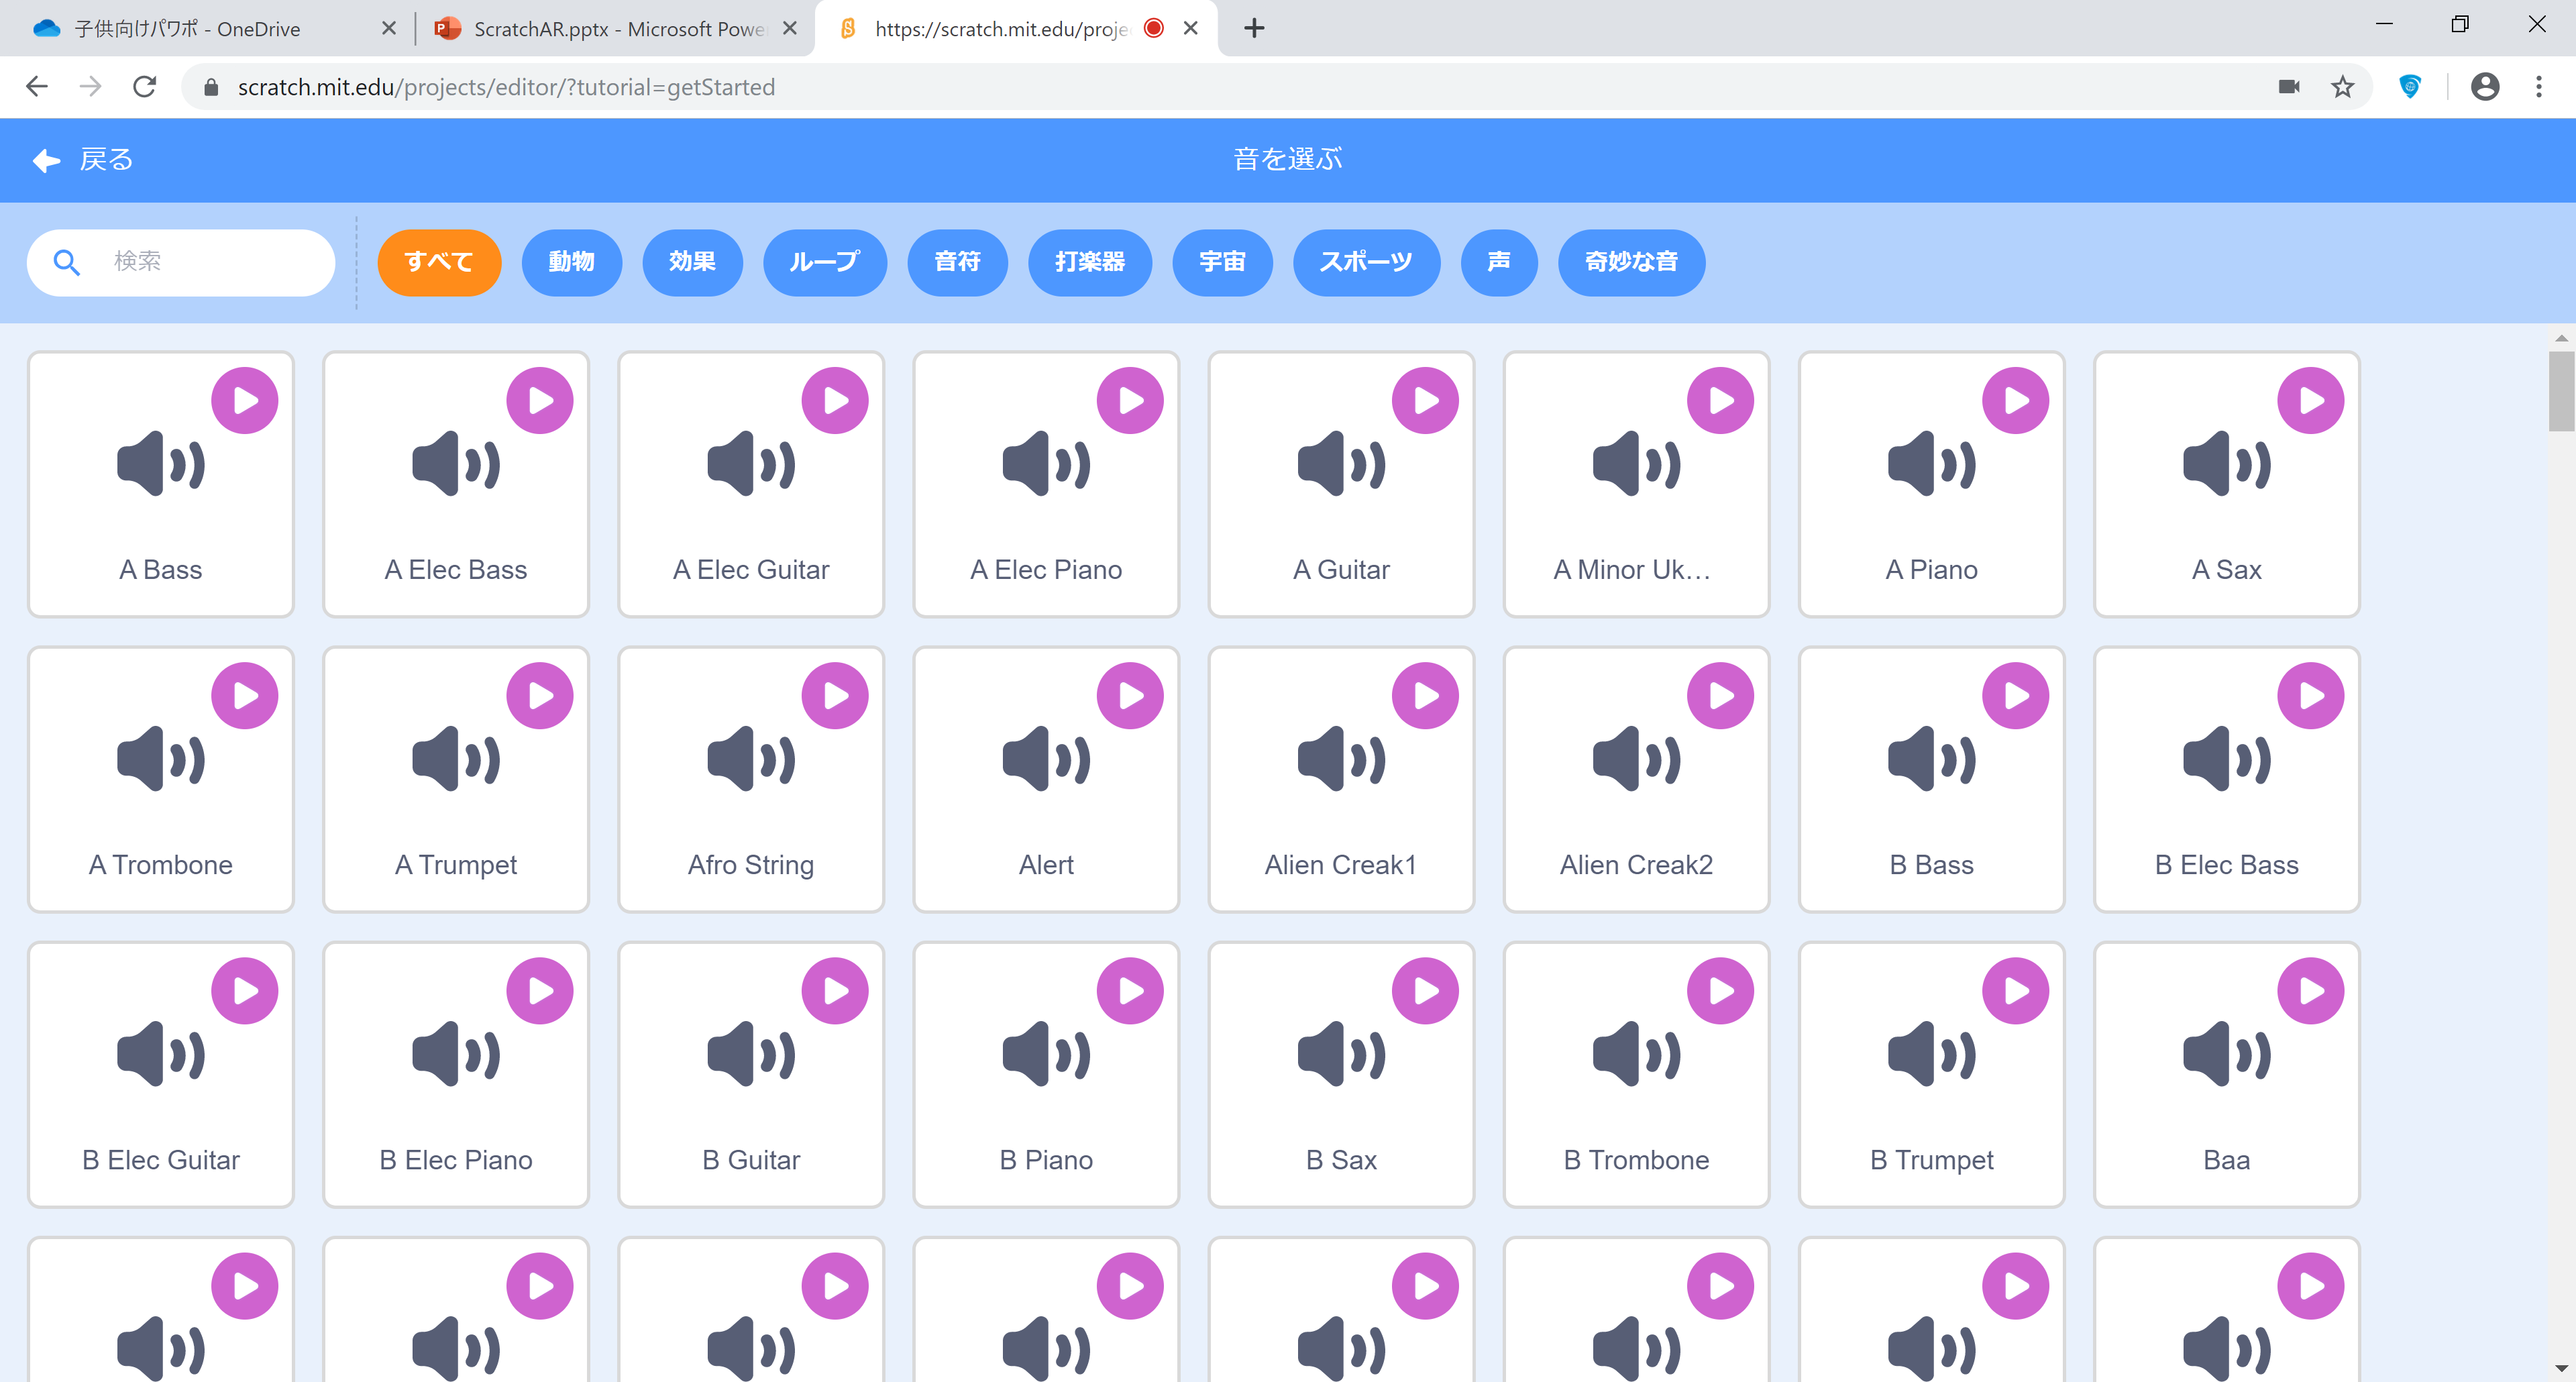 子供向けパワポ - OneDrive
ScratchAR.pptx - Microsoft Powe
https://scratch.mit.edu/proje
scratch.mit.edu/projects/editor/?tutorial=getStarted
戻る
音を選ぶ
検索
すべて
動物
効果
ループ
音符
打楽器
宇宙
スポーツ
声
奇妙な音
A Bass
A Elec Bass
A Elec Guitar
A Elec Piano
A Guitar
A Minor Uk…
A Piano
A Sax
A Trombone
A Trumpet
Afro String
Alert
Alien Creak1
Alien Creak2
B Bass
B Elec Bass
B Elec Guitar
B Elec Piano
B Guitar
B Piano
B Sax
B Trombone
B Trumpet
Baa